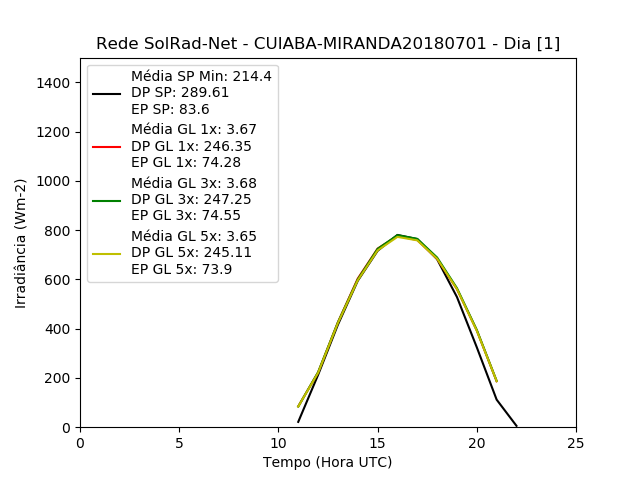 Rede SolRad-Net - CUIABA-MIRANDA20180701 - Dia [1]
Média SP Min: 214.4
DP SP: 289.61
EP SP: 83.6
Média GL 1x: 3.67
DP GL 1x: 246.35
EP GL 1x: 74.28
Média GL 3x: 3.68
DP GL 3x: 247.25
EP GL 3x: 74.55
Média GL 5x: 3.65
DP GL 5x: 245.11
EP GL 5x: 73.9
Irradiância (Wm-2)
1400
1200
1000
800
600
400
200
0
0 5 10 15 20 25
Tempo (Hora UTC)